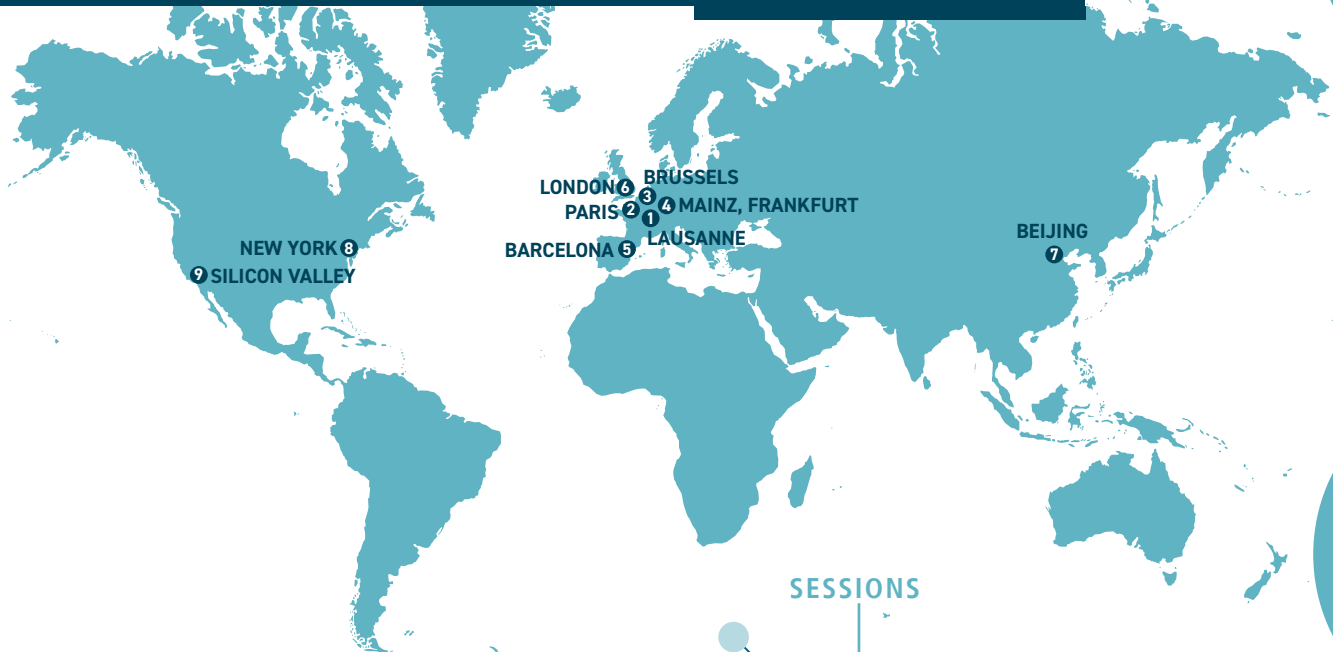 BRUSSELS
LONDON 6
3
PARIS 2
4 MAINZ, FRANKFURT
1
LAUSANNE
BARCELONA 5
NEW YORK 8
9 SILICON VALLEY
BEIJING
7
SESSIONS